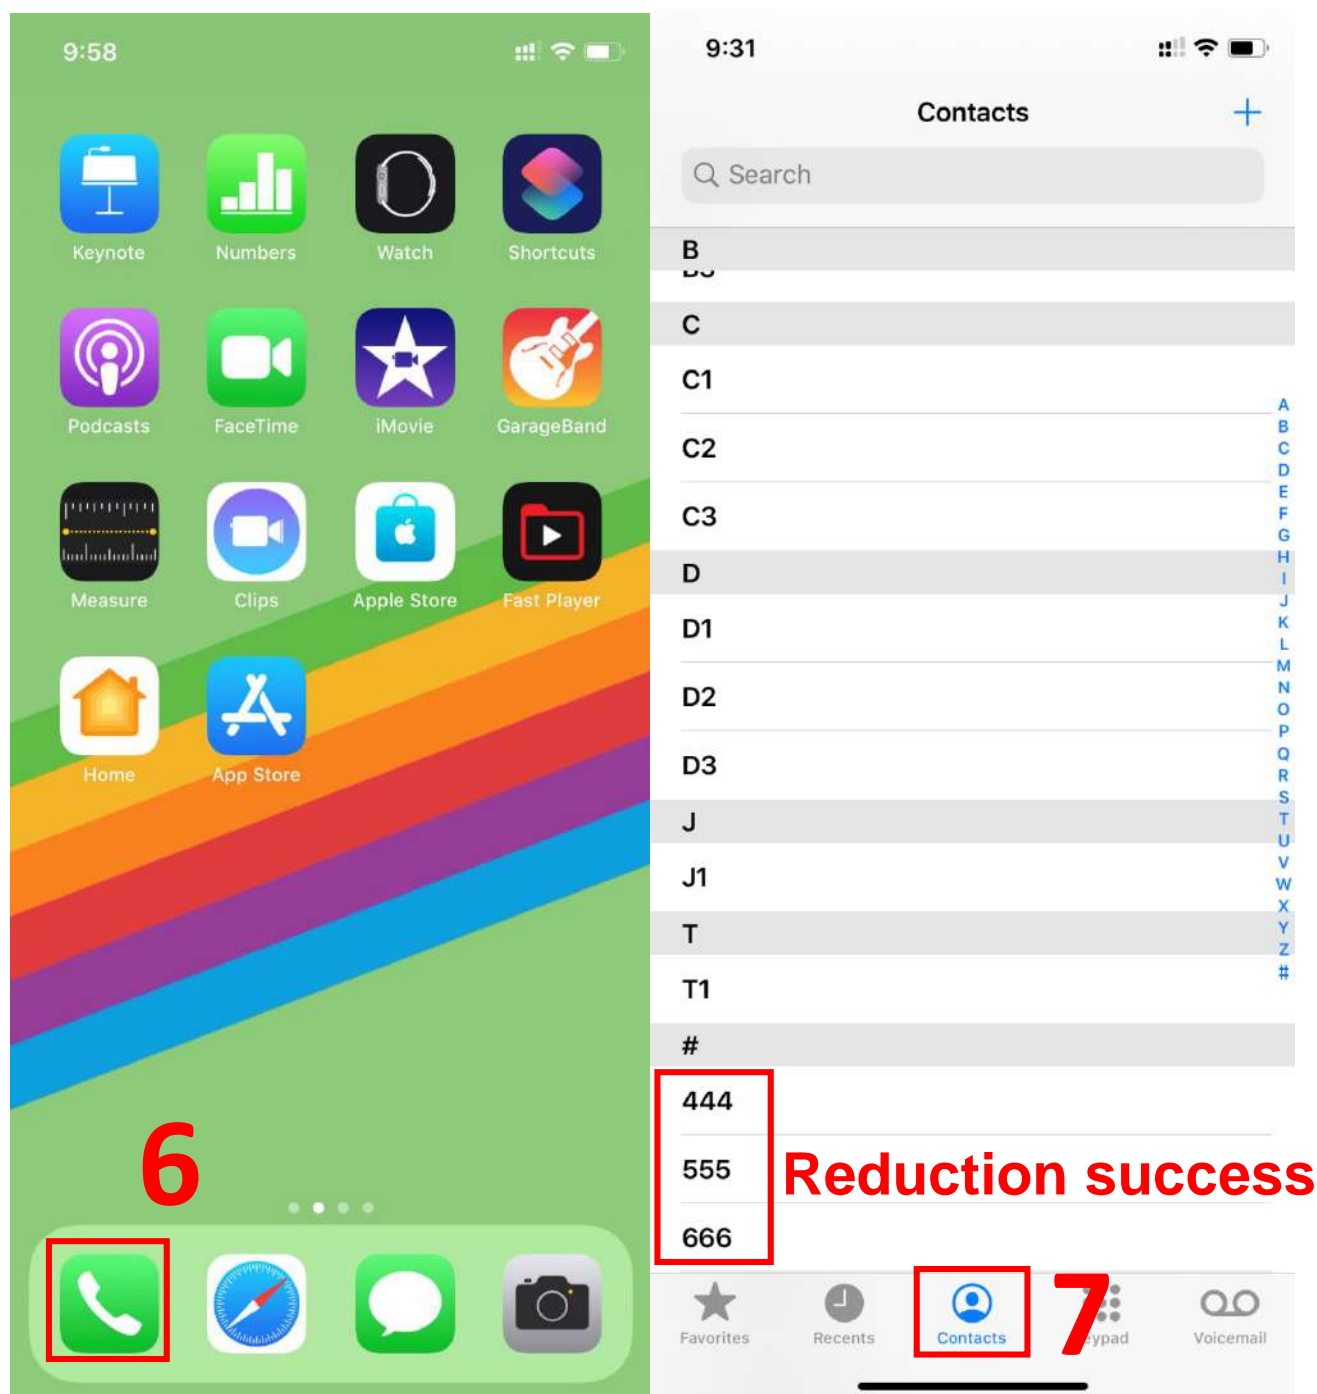 9:58
Keynote Numbers Watch Shortcuts
Podcasts FaceTime iMovie GarageBand
Measure Clips Apple Store Fast Player
Home App Store
6
9:31
Contacts
Search
B
C
C1
C2
C3
D
D1
D2
D3
J
J1
T
T1
#
444
555
666
Reduction success
A
B
C
D
E
F
G
H
I
J
K
L
M
N
O
P
Q
R
S
T
U
V
W
X
Y
Z
#
7
Favorites Recents Contacts ypad Voicemail